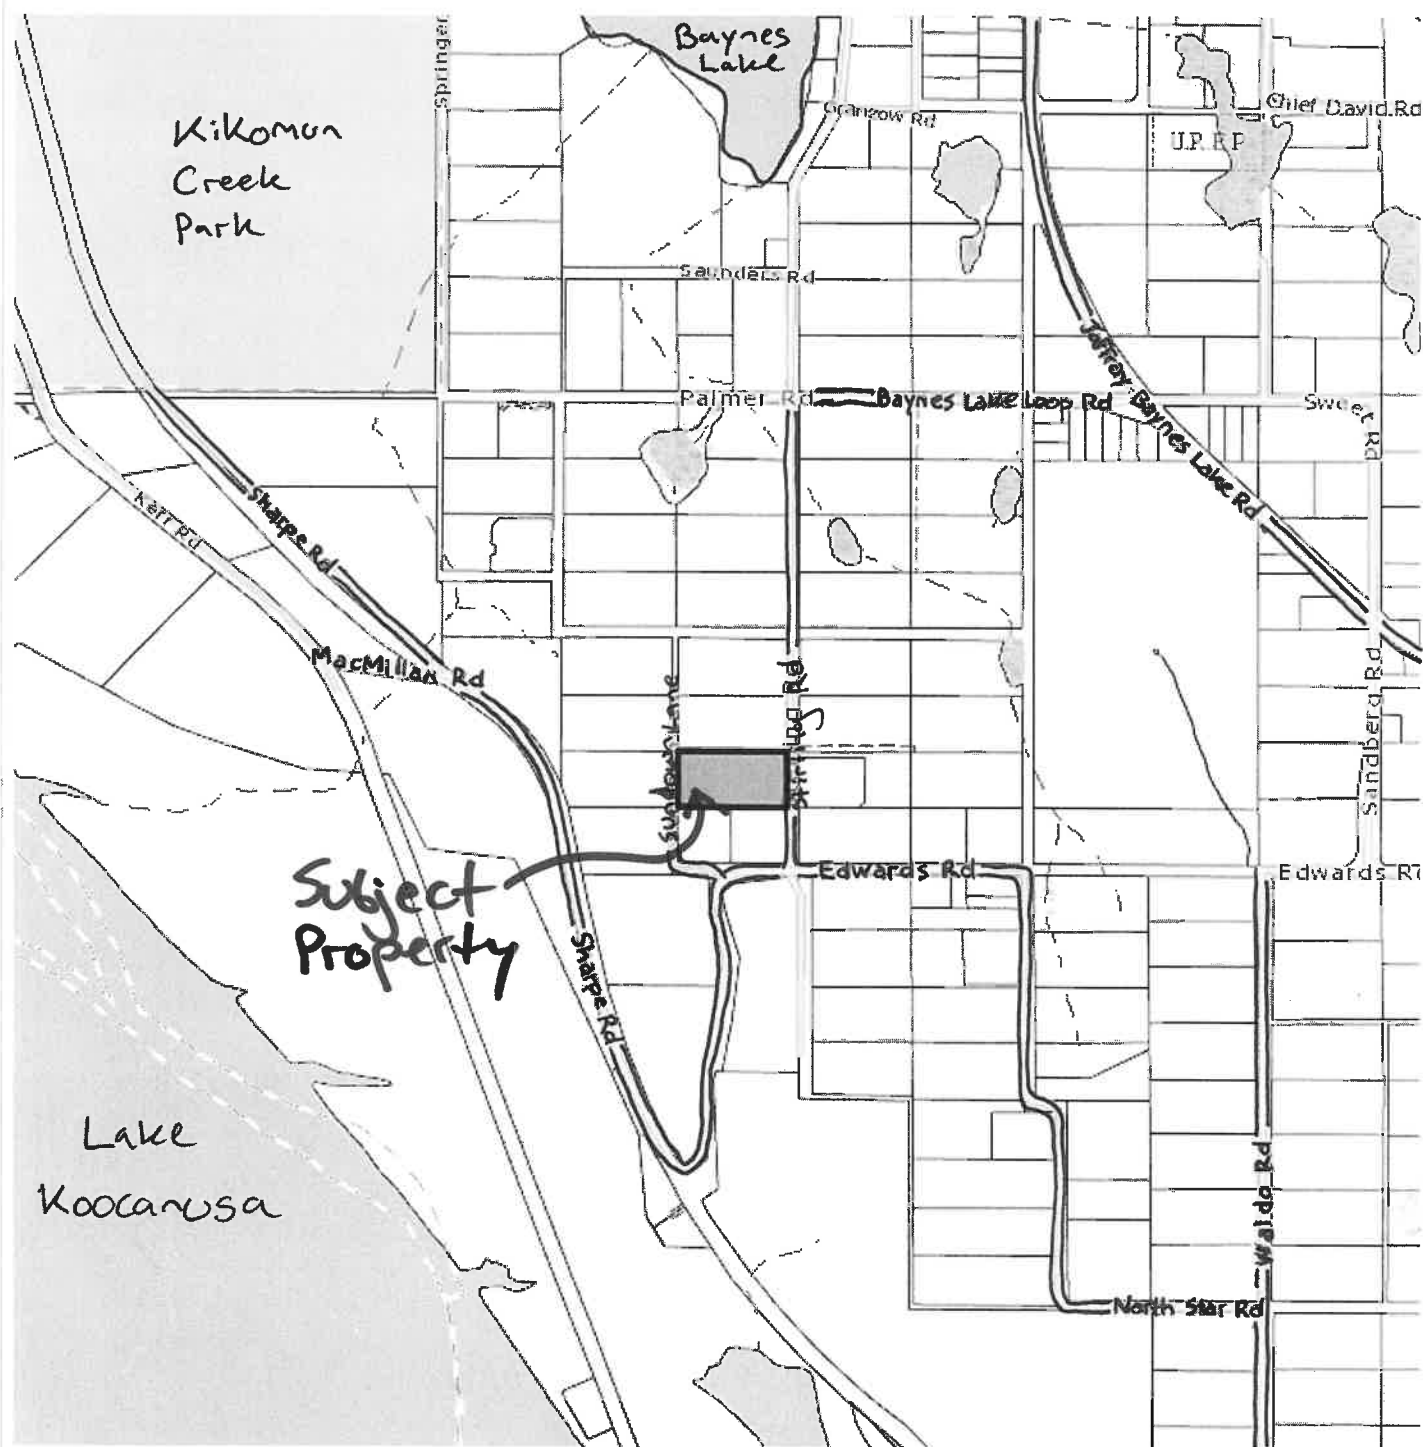 Baynes
Lake
Springer
Kikomun
Creek
Park
Granzow Rd
Chief David Rd
Saunders Rd
Jaffray Baynes Lake Rd
Palmer Rd
Baynes Lake Loop Rd
Sweet Rd
Kerr Rd
Sharpe Rd
MacMillan Rd
Sundown Lane
Stirling Rd
Sandberg Rd
Subject
Property
Edwards Rd
Edwards Rd
Sharpe Rd
Lake
Koocanusa
Waldo Rd
North Star Rd